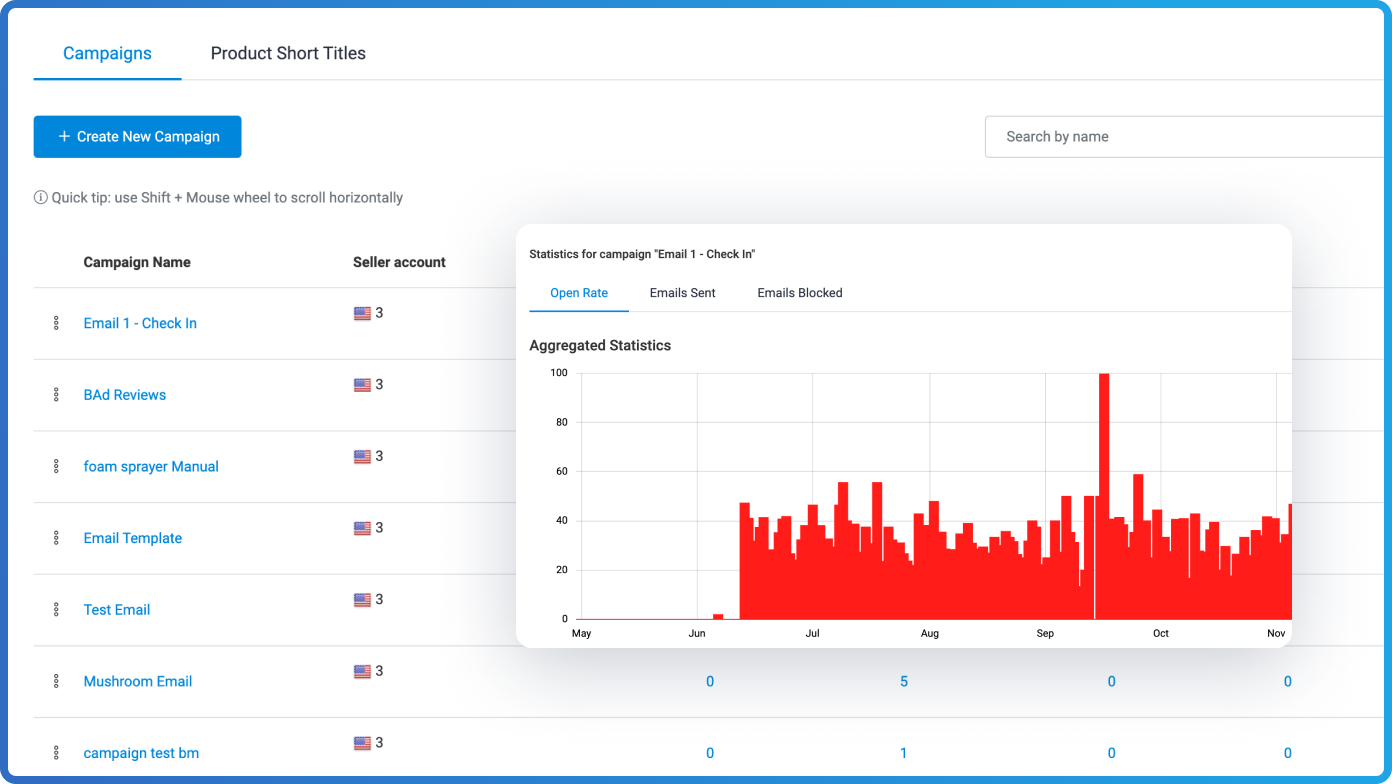 Campaigns Product Short Titles
+ Create New Campaign Search by name
Quick tip: use Shift + Mouse wheel to scroll horizontally
Campaign Name Seller account
Email 1 - Check In 3
BAd Reviews 3
foam sprayer Manual 3
Email Template 3
Test Email 3
Mushroom Email 3 0 5 0 0
campaign test bm 3 0 1 0 0
Statistics for campaign "Email 1 - Check In"
Open Rate Emails Sent Emails Blocked
Aggregated Statistics
100
80
60
40
20
0
May Jun Jul Aug Sep Oct Nov